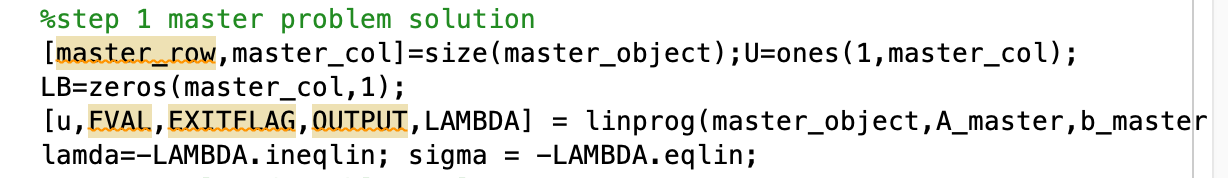 %step 1 master problem solution
[master_row,master_col]=size(master_object);U=ones(1,master_col);
LB=zeros(master_col,1);
[u,FVAL,EXITFLAG,OUTPUT,LAMBDA] = linprog(master_object,A_master,b_master
lamda=-LAMBDA.ineqlin; sigma = -LAMBDA.eqlin;